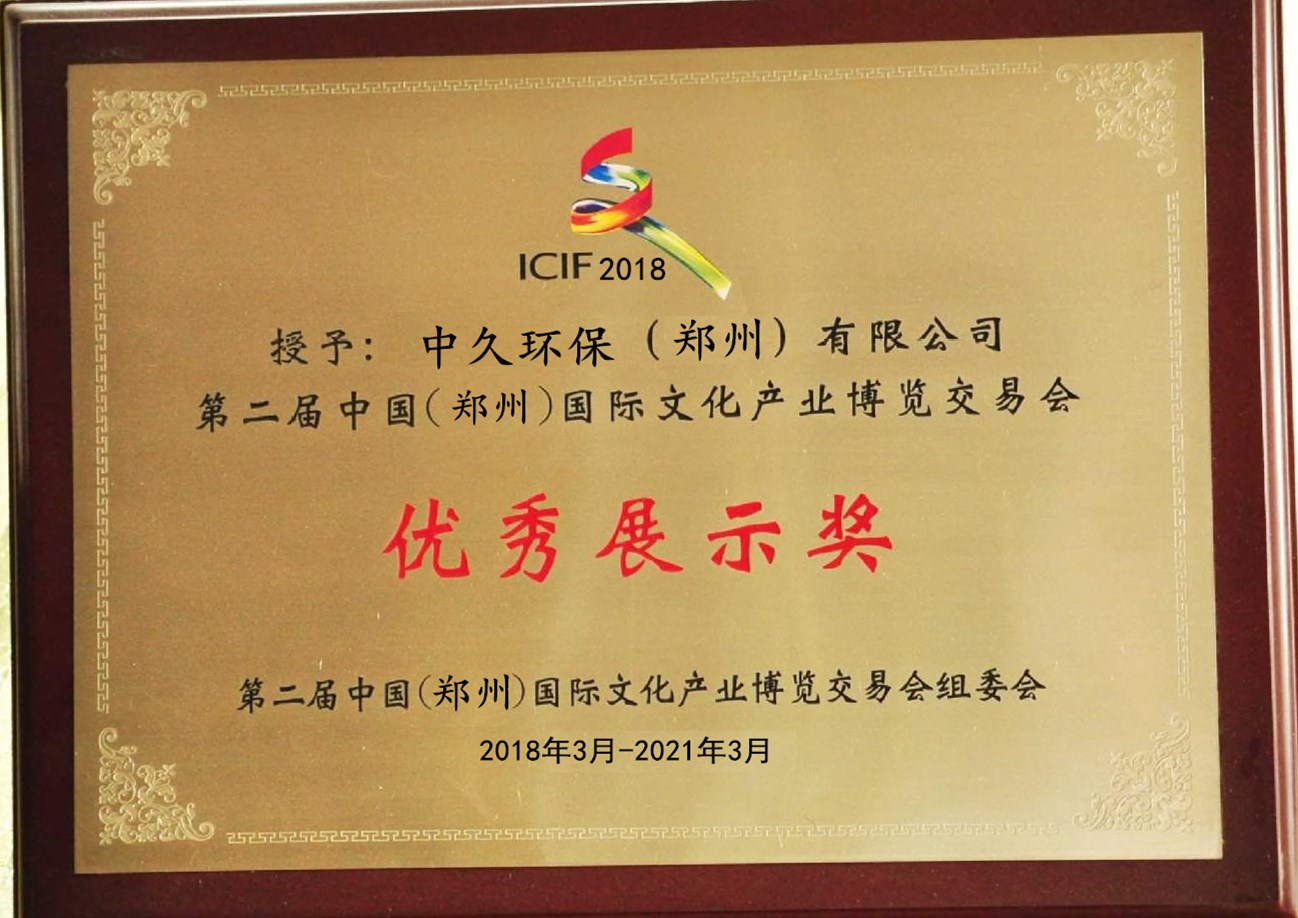 ICIF 2018
授予：中久环保（郑州）有限公司
第二届中国(郑州)国际文化产业博览交易会
优秀展示奖
第二届中国(郑州)国际文化产业博览交易会组委会
2018年3月-2021年3月